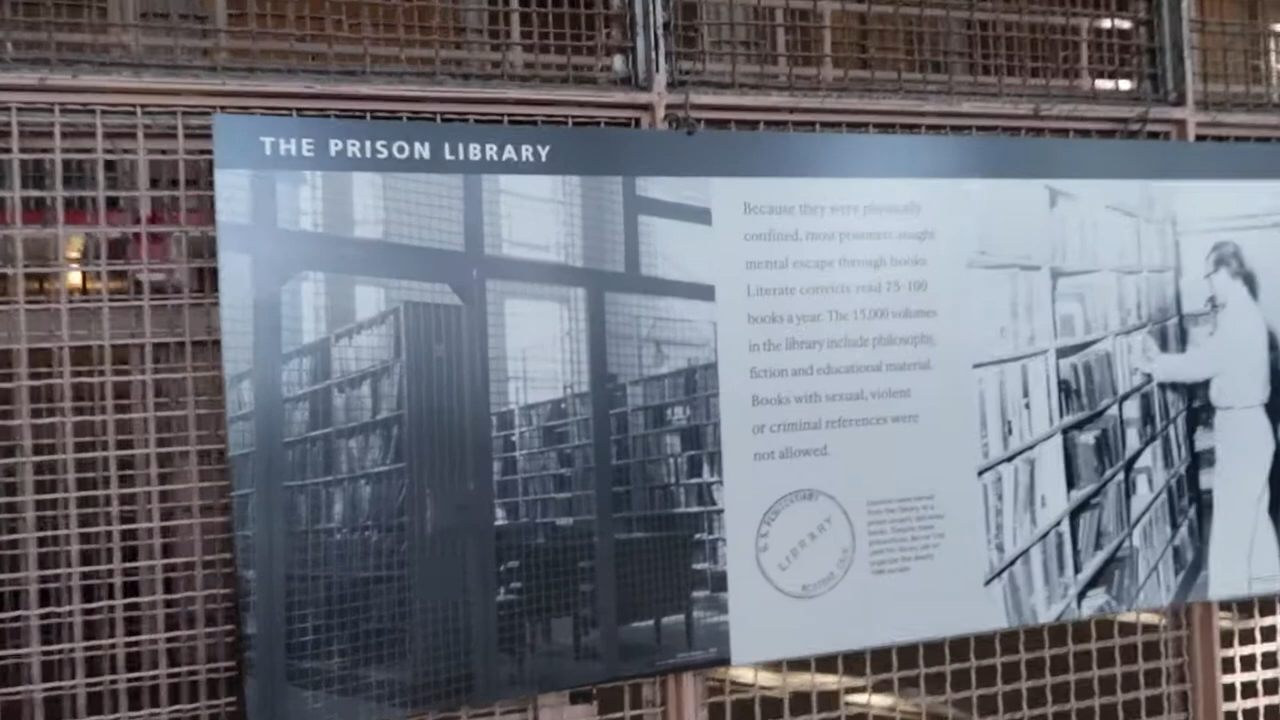 THE PRISON LIBRARY
Because they were physically
confined, most prisoners sought
mental escape through books.
Literate convicts read 75-100
books a year. The 15,000 volumes
in the library include philosophy,
fiction and educational material.
Books with sexual, violent
or criminal references were
not allowed.
U.S. PENITENTIARY
LIBRARY